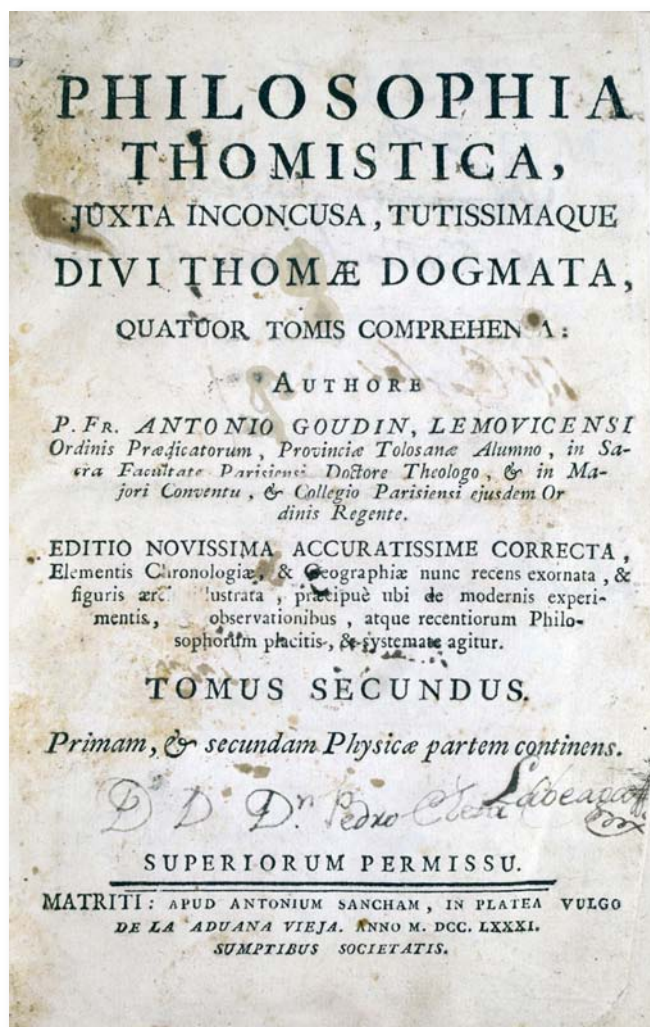 PHILOSOPHIA
THOMISTICA,
JUXTA INCONCUSA, TUTISSIMAQUE
DIVI THOMÆ DOGMATA,
QUATUOR TOMIS
AUTHORE
P. FR. ANTONIO GOUDIN, LEMOVICENSI
Ordinis Prædicatorum, Provinciæ Tolosanæ Alumno, in Sa-
cra Facultate Parisiensi Doctore Theologo, & in Ma-
jori Conventu, & Collegio Parisiensi ejusdem Or
dinis Regente.
EDITIO NOVISSIMA ACCURATISSIME CORRECTA,
Elementis Chronologiæ, & Geographiæ nunc recens exornata, &
figuris præcipuè ubi de modernis experi-
mentis, observationibus, atque recentiorum Philo-
sophorum placitis, & systemate agitur.
TOMUS SECUNDUS.
Primam, & secundam Physicæ partem continens.
D D Dn Pedro
SUPERIORUM PERMISSU.
MATRITI: APUD ANTONIUM SANCHAM, IN PLATEA VULGO
DE LA ADUANA VIEJA. ANNO M. DCC. LXXXI.
SUMPTIBUS SOCIETATIS.